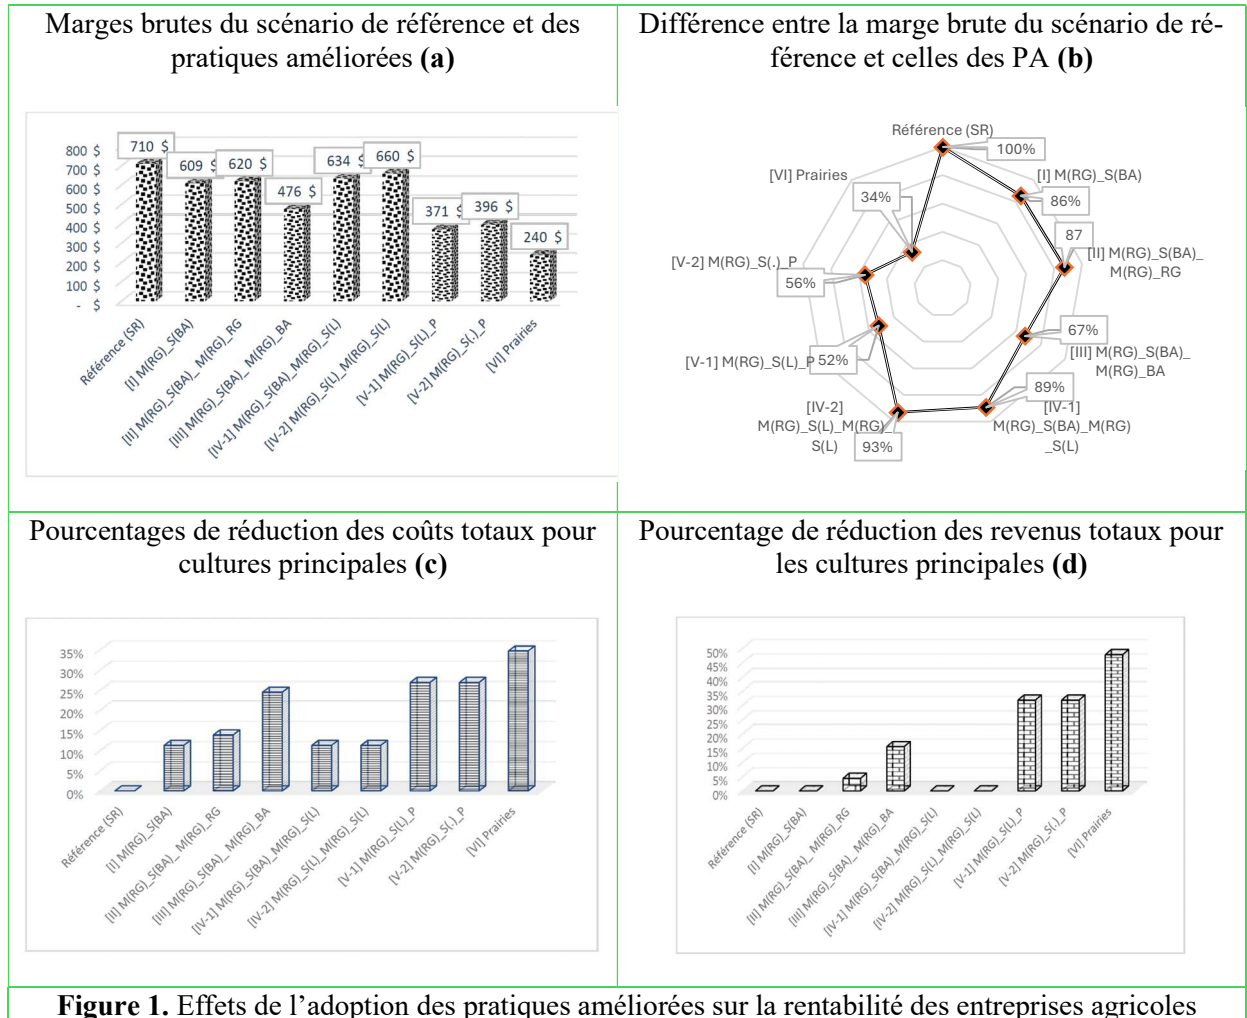 Marges brutes du scénario de référence et des
pratiques améliorées (a)
Différence entre la marge brute du scénario de ré-
férence et celles des PA (b)
800 $
700 $
600 $
500 $
400 $
300 $
200 $
100 $
- $
710 $
609 $
620 $
476 $
634 $
660 $
371 $
396 $
240 $
Référence (SR)
[I] M(RG)_S(BA)
[II] M(RG)_S(BA)_ M(RG)_RG
[III] M(RG)_S(BA)_ M(RG)_BA
[IV-1] M(RG)_S(BA)_M(RG)_S(L)
[IV-2] M(RG)_S(L)_M(RG)_S(L)
[V-1] M(RG)_S(L)_P
[V-2] M(RG)_S(.)_P
[VI] Prairies
Référence (SR)
100%
[I] M(RG)_S(BA)
86%
87
[II] M(RG)_S(BA)_
M(RG)_RG
67%
[III] M(RG)_S(BA)_
M(RG)_BA
89%
[IV-1]
M(RG)_S(BA)_M(RG)
_S(L)
[IV-2]
M(RG)_S(L)_M(RG)_
S(L)
93%
[V-1] M(RG)_S(L)_P
52%
[V-2] M(RG)_S(.)_P
56%
[VI] Prairies
34%
Pourcentages de réduction des coûts totaux pour
cultures principales (c)
Pourcentage de réduction des revenus totaux pour
les cultures principales (d)
35%
30%
25%
20%
15%
10%
5%
0%
Référence (SR)
[I] M(RG)_S(BA)
[II] M(RG)_S(BA)_ M(RG)_RG
[III] M(RG)_S(BA)_ M(RG)_BA
[IV-1] M(RG)_S(BA)_M(RG)_S(L)
[IV-2] M(RG)_S(L)_M(RG)_S(L)
[V-1] M(RG)_S(L)_P
[V-2] M(RG)_S(.)_P
[VI] Prairies
50%
45%
40%
35%
30%
25%
20%
15%
10%
5%
0%
Référence (SR)
[I] M(RG)_S(BA)
[II] M(RG)_S(BA)_ M(RG)_RG
[III] M(RG)_S(BA)_ M(RG)_BA
[IV-1] M(RG)_S(BA)_M(RG)_S(L)
[IV-2] M(RG)_S(L)_M(RG)_S(L)
[V-1] M(RG)_S(L)_P
[V-2] M(RG)_S(.)_P
[VI] Prairies
Figure 1. Effets de l'adoption des pratiques améliorées sur la rentabilité des entreprises agricoles